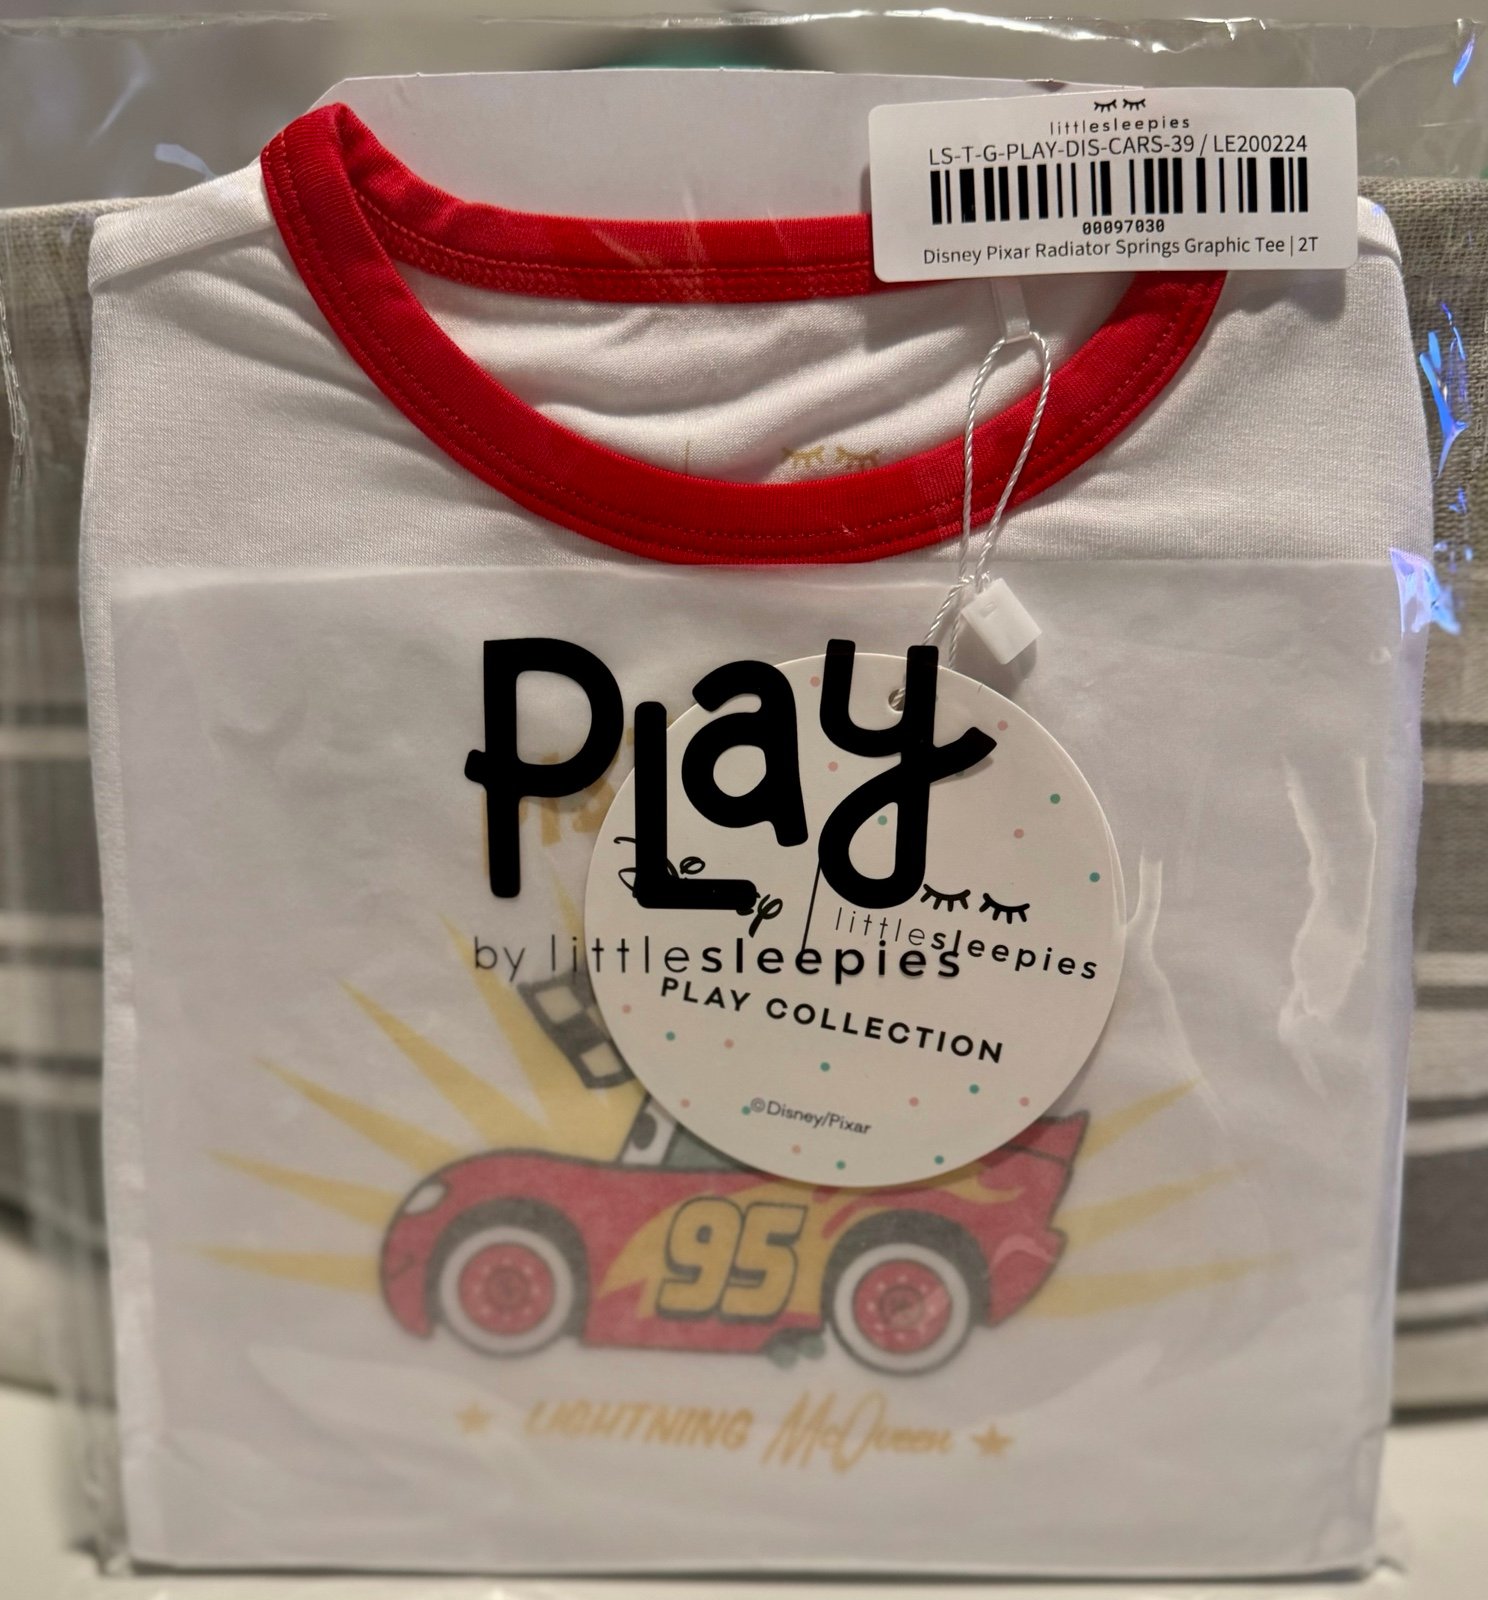 littlesleepies
LS-T-G-PLAY-DIS-CARS-39 / LE200224
00097030
Disney Pixar Radiator Springs Graphic Tee | 2T
PLay
Disney
littlesleepies
by littlesleepies
PLAY COLLECTION
©Disney/Pixar
95
LIGHTNING McQueen